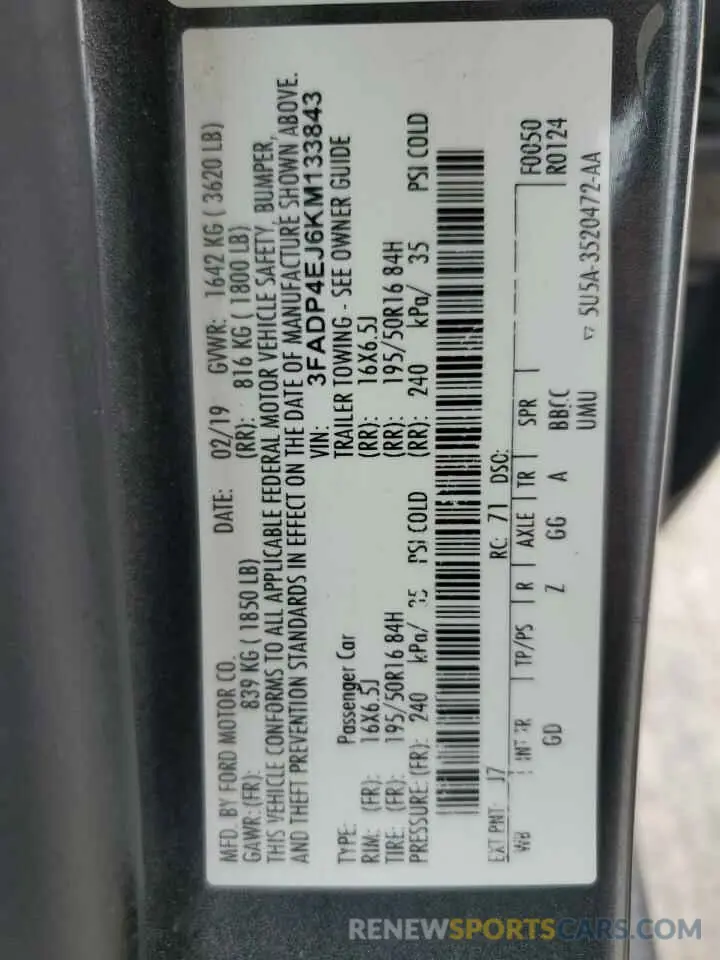 MFD. BY FORD MOTOR CO. DATE: 02/19 GVWR: 1642 KG ( 3620 LB)
GAWR: (FR): 839 KG ( 1850 LB) (RR): 816 KG ( 1800 LB)
THIS VEHICLE CONFORMS TO ALL APPLICABLE FEDERAL MOTOR VEHICLE SAFETY, BUMPER,
AND THEFT PREVENTION STANDARDS IN EFFECT ON THE DATE OF MANUFACTURE SHOWN ABOVE.
VIN: 3FADP4EJ6KM133843
TYPE: Passenger Car TRAILER TOWING - SEE OWNER GUIDE
RIM: (FR): 16X6.5J (RR): 16X6.5J
TIRE: (FR): 195/50R16 84H (RR): 195/50R16 84H
PRESSURE: (FR): 240 kPa/ 35 PSI COLD (RR): 240 kPa/ 35 PSI COLD
EXT PNT: J7 RC: 71 DSO: F0050
WB INT TR TP/PS R AXLE TR SPR R0124
GD Z GG A BBCC
UMU 5U5A-3520472-AA
RENEWSPORTSCARS.COM